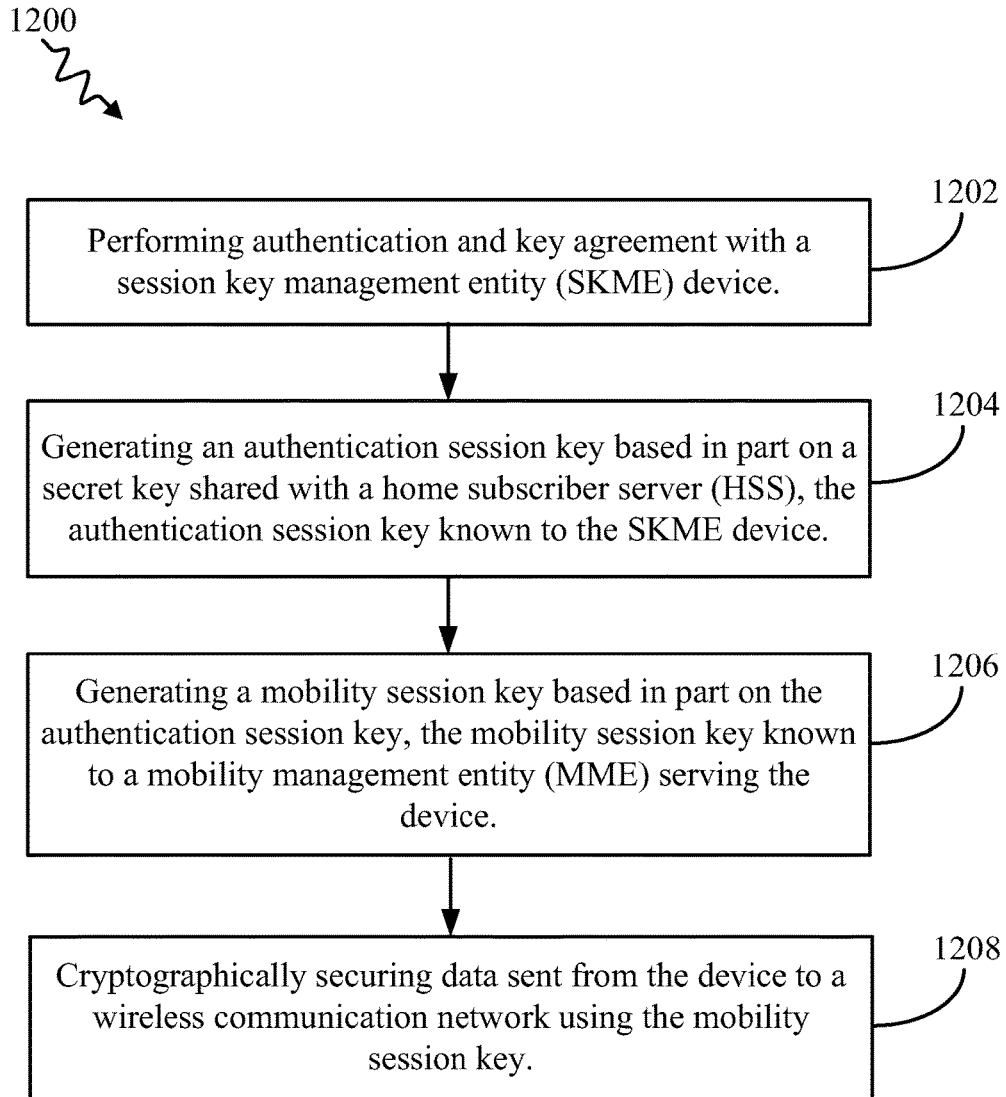 1200
1202
Performing authentication and key agreement with a
session key management entity (SKME) device.
1204
Generating an authentication session key based in part on a
secret key shared with a home subscriber server (HSS), the
authentication session key known to the SKME device.
1206
Generating a mobility session key based in part on the
authentication session key, the mobility session key known
to a mobility management entity (MME) serving the
device.
1208
Cryptographically securing data sent from the device to a
wireless communication network using the mobility
session key.